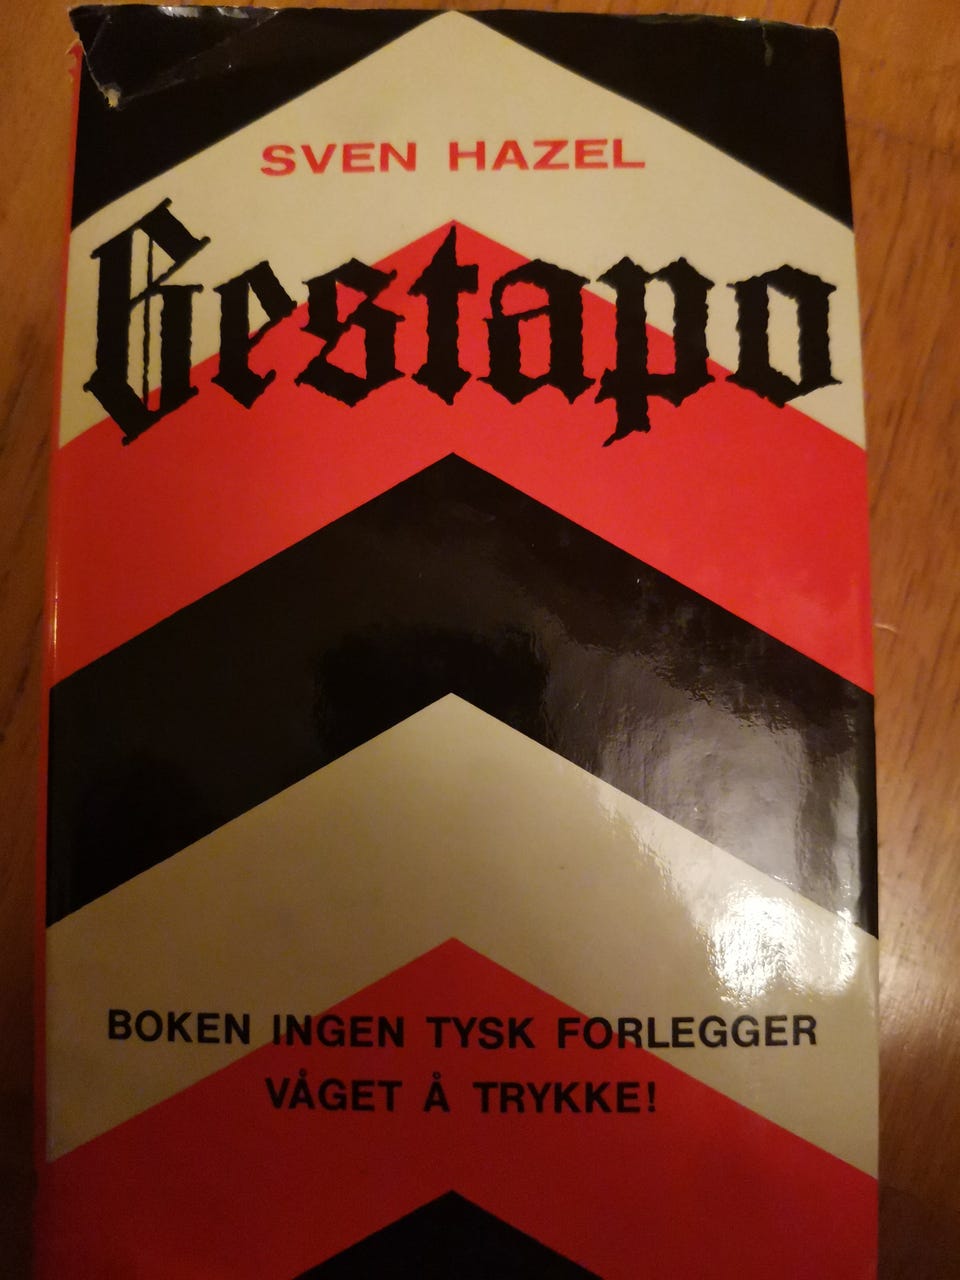 SVEN HAZEL
Gestapo
BOKEN INGEN TYSK FORLEGGER
VÅGET Å TRYKKE!